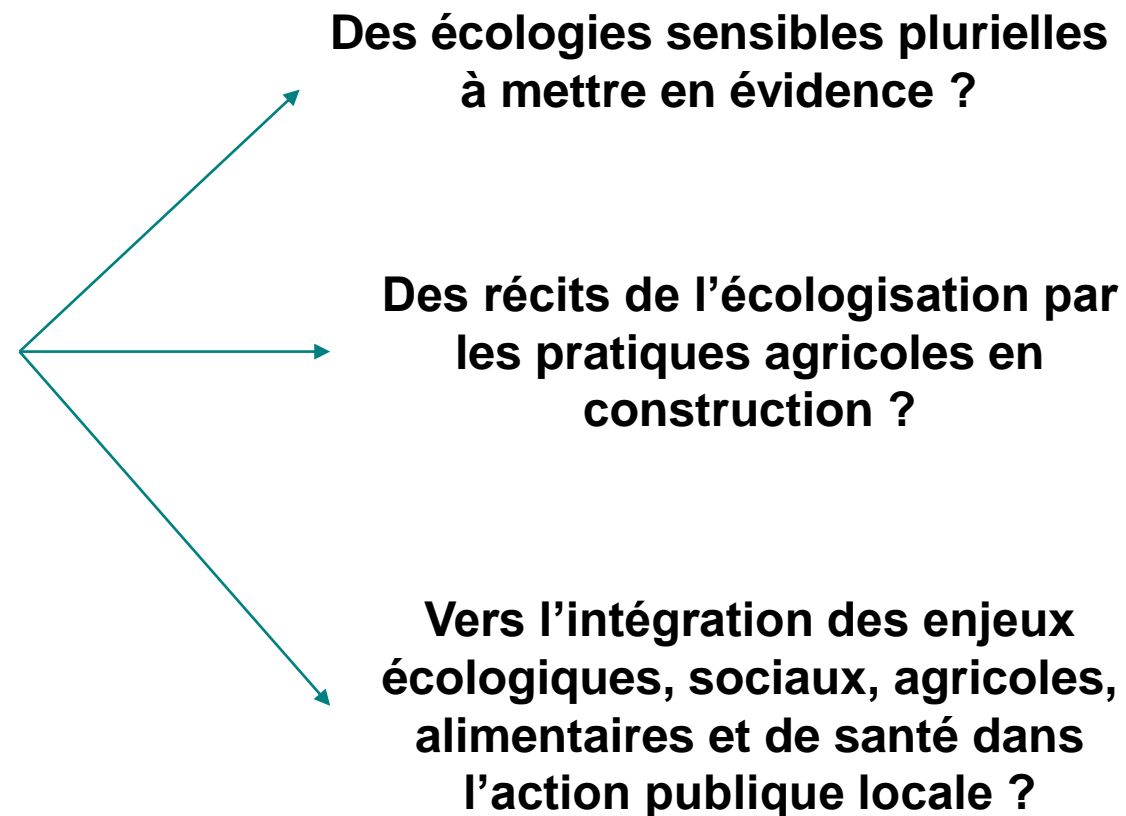 Des écologies sensibles plurielles
à mettre en évidence ?
Des récits de l’écologisation par
les pratiques agricoles en
construction ?
Vers l’intégration des enjeux
écologiques, sociaux, agricoles,
alimentaires et de santé dans
l’action publique locale ?